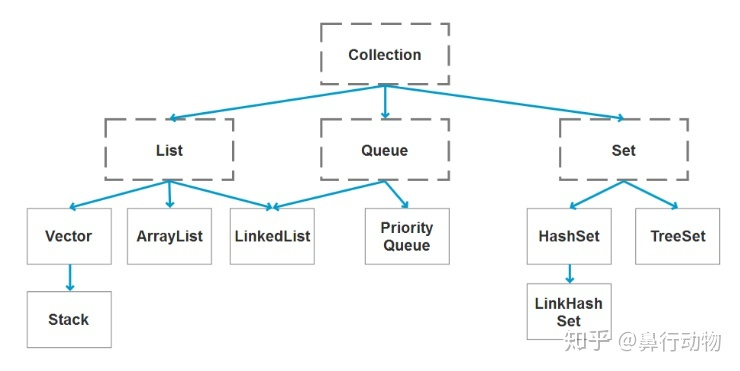 Collection
List
Queue
Set
Vector
ArrayList
LinkedList
Priority
Queue
HashSet
TreeSet
Stack
LinkHash
Set
知乎 @鼻行动物